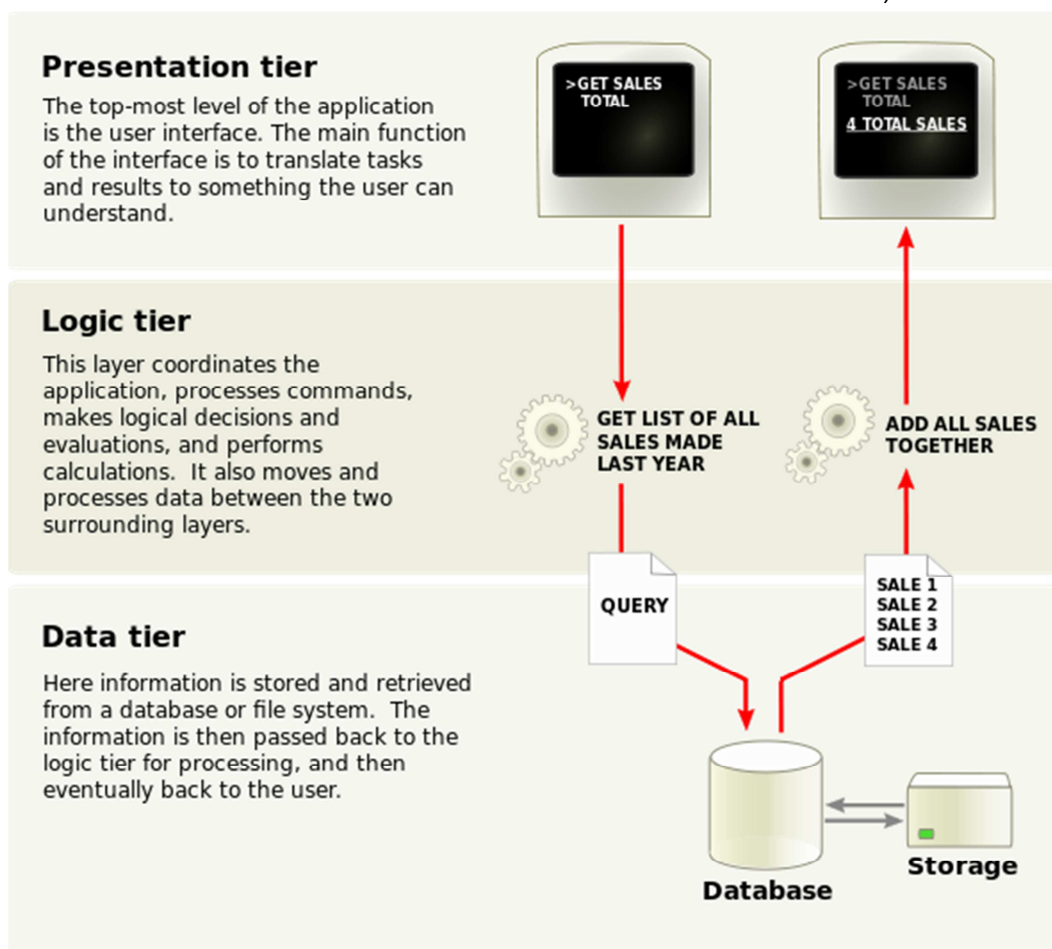 Presentation tier
The top-most level of the application
is the user interface. The main function
of the interface is to translate tasks
and results to something the user can
understand.
>GET SALES
TOTAL
>GET SALES
TOTAL
4 TOTAL SALES
Logic tier
This layer coordinates the
application, processes commands,
makes logical decisions and
evaluations, and performs
calculations.  It also moves and
processes data between the two
surrounding layers.
GET LIST OF ALL
SALES MADE
LAST YEAR
ADD ALL SALES
TOGETHER
QUERY
SALE 1
SALE 2
SALE 3
SALE 4
Data tier
Here information is stored and retrieved
from a database or file system.  The
information is then passed back to the
logic tier for processing, and then
eventually back to the user.
Database
Storage